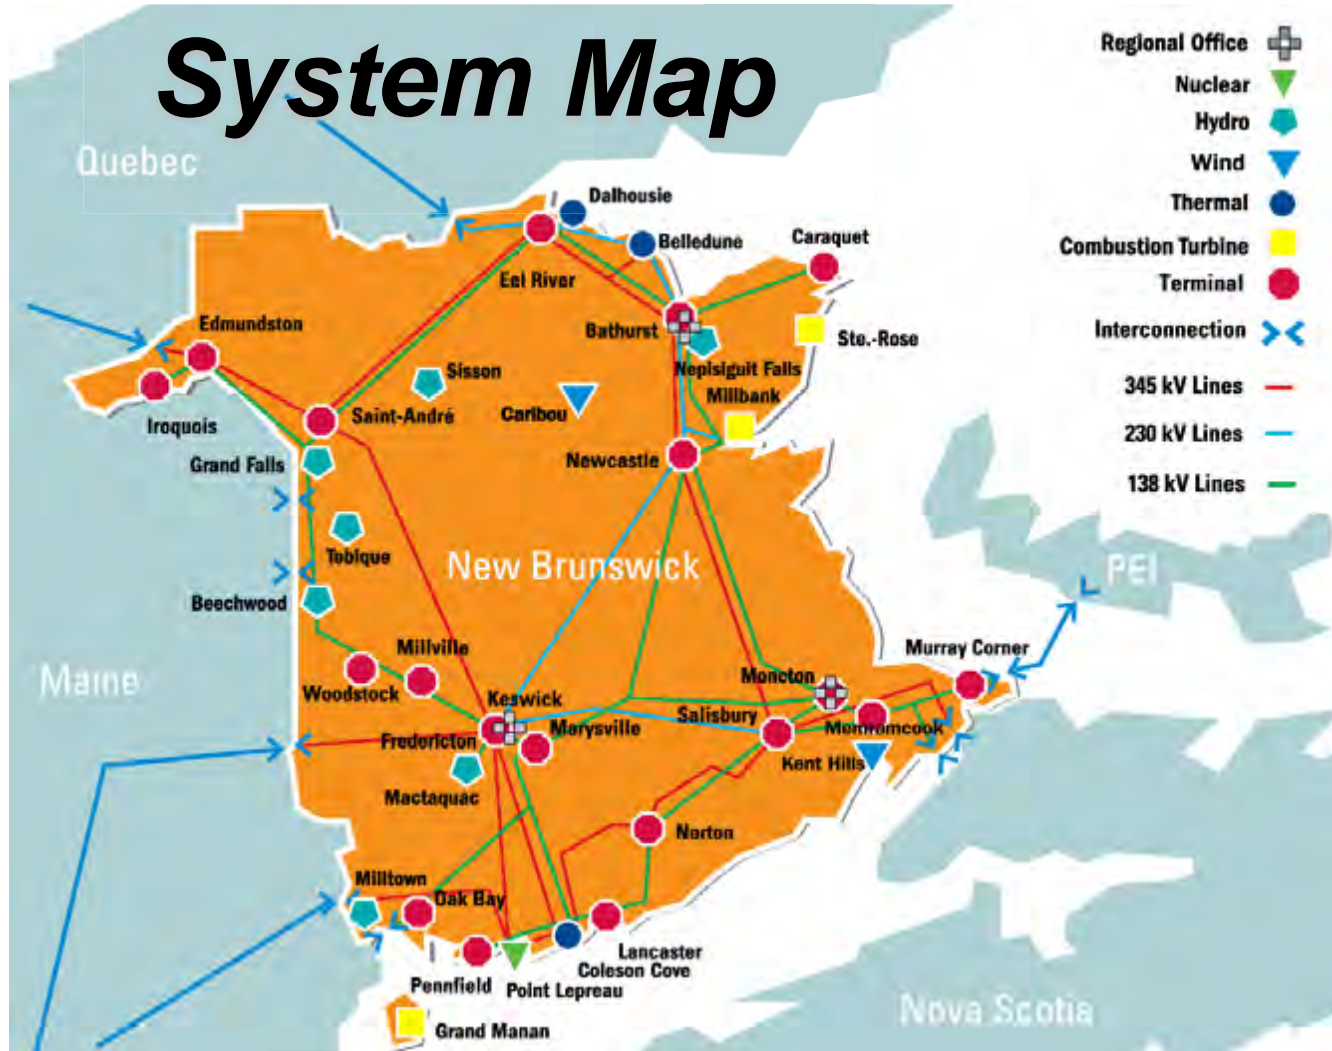 System Map
Regional Office
Nuclear
Hydro
Wind
Thermal
Combustion Turbine
Terminal
Interconnection
345 kV Lines
230 kV Lines
138 kV Lines
Quebec
Dalhousie
Belledune
Caraquet
Eel River
Edmundston
Bathurst
Ste.-Rose
Sisson
Nepisiguit Falls
Millbank
Iroquois
Saint-André
Caribou
Grand Falls
Newcastle
Tobique
New Brunswick
PEI
Beechwood
Millville
Murray Corner
Maine
Woodstock
Moncton
Keswick
Salisbury
Marysville
Memramcook
Fredericton
Kent Hills
Mactaquac
Norton
Milltown
Oak Bay
Lancaster
Coleson Cove
Pennfield
Point Lepreau
Nova Scotia
Grand Manan